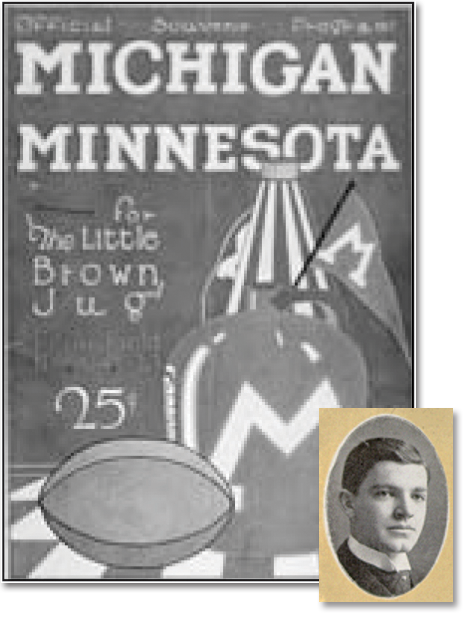 Official Souvenir Program
MICHIGAN
MINNESOTA
for
The Little
Brown
Jug
25¢
M
M